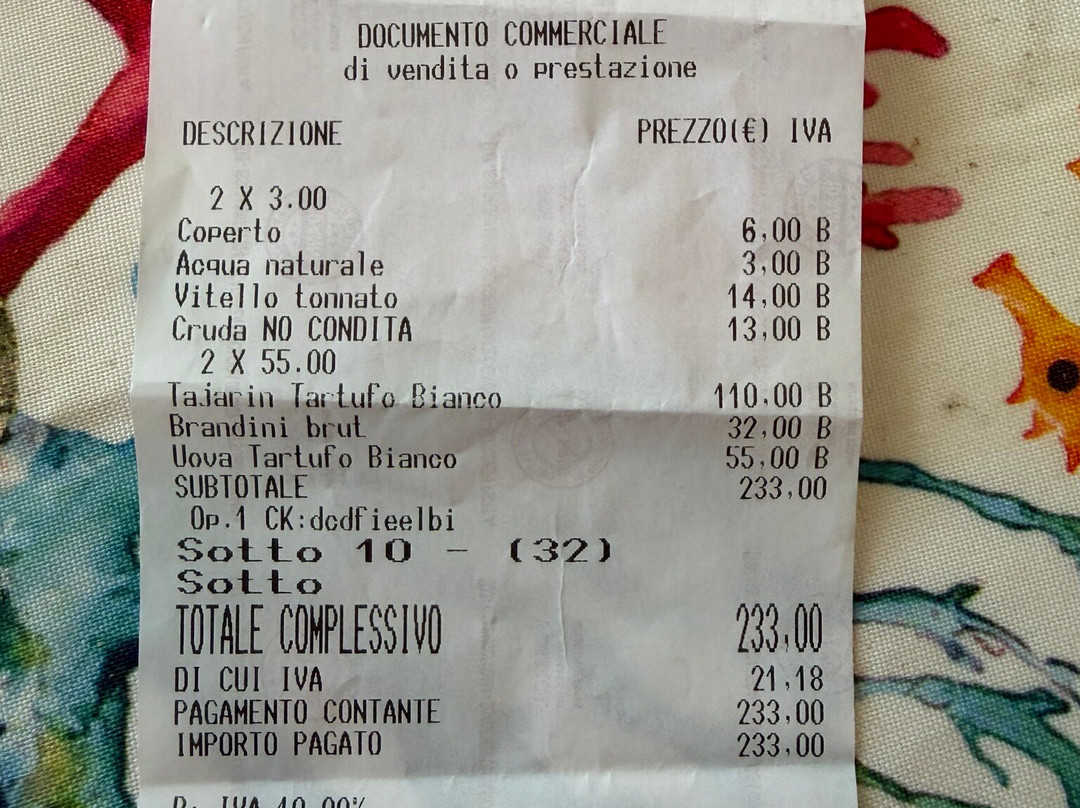 DOCUMENTO COMMERCIALE
di vendita o prestazione
DESCRIZIONE PREZZO(€) IVA
2 X 3.00
Coperto 6,00 B
Acqua naturale 3,00 B
Vitello tonnato 14,00 B
Cruda NO CONDITA 13,00 B
2 X 55.00
Tajarin Tartufo Bianco 110,00 B
Brandini brut 32,00 B
Uova Tartufo Bianco 55,00 B
SUBTOTALE 233,00
Op.1 CK:dcdfieelbi
Sotto 10 - (32)
Sotto
TOTALE COMPLESSIVO 233,00
DI CUI IVA 21,18
PAGAMENTO CONTANTE 233,00
IMPORTO PAGATO 233,00
IVA 10,00%